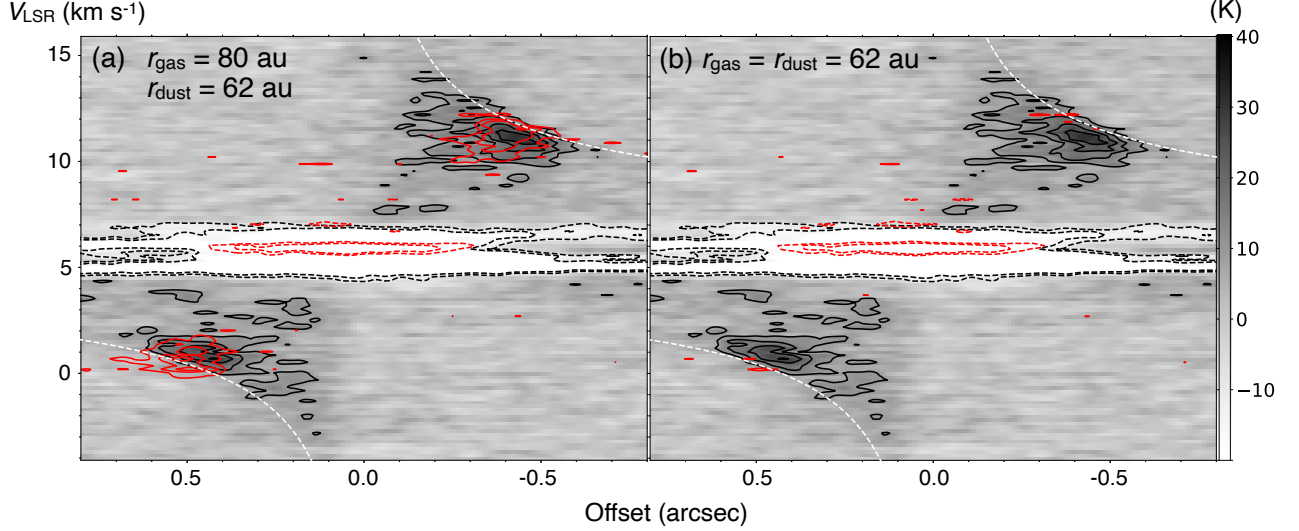 V_LSR (km s⁻¹)
(K)
(a) r_gas = 80 au
r_dust = 62 au
(b) r_gas = r_dust = 62 au
15
10
5
0
40
30
20
10
0
−10
0.5
0.0
-0.5
0.5
0.0
-0.5
Offset (arcsec)